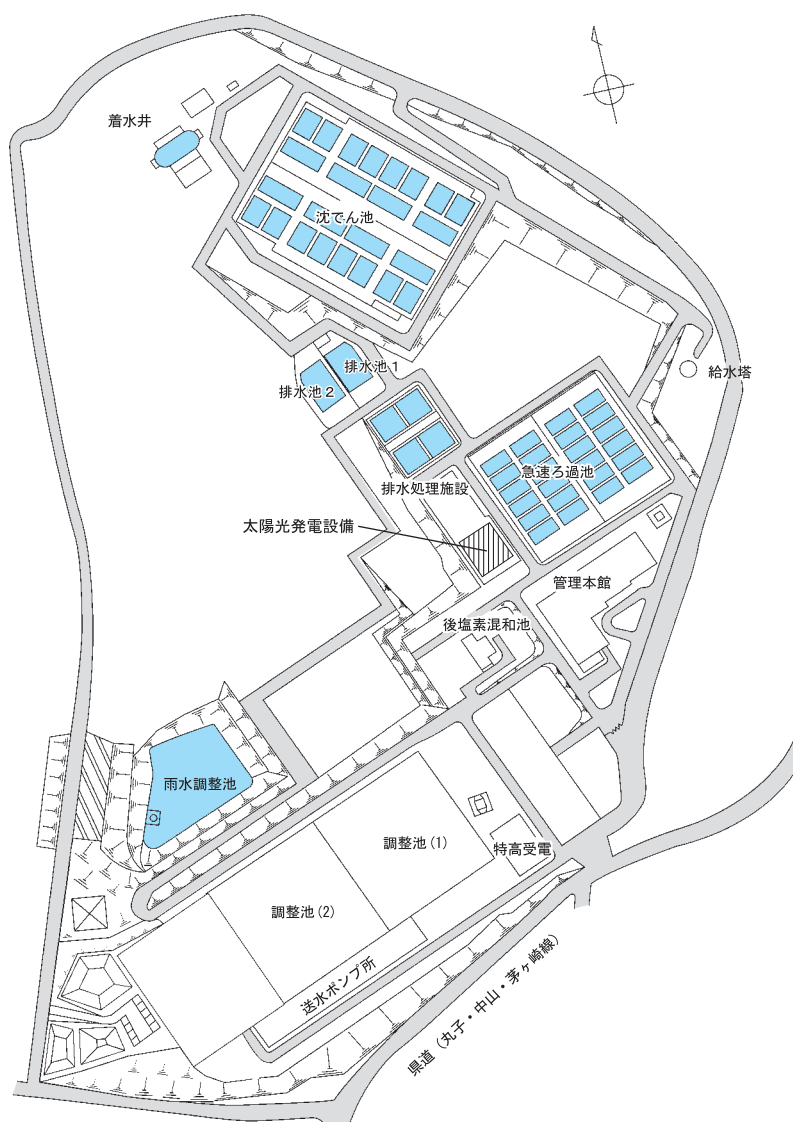 着水井
沈でん池
排水池1
排水池2
給水塔
急速ろ過池
排水処理施設
太陽光発電設備
管理本館
後塩素混和池
雨水調整池
調整池(1)
特高受電
調整池(2)
送水ポンプ所
県道(丸子・中山・茅ヶ崎線)